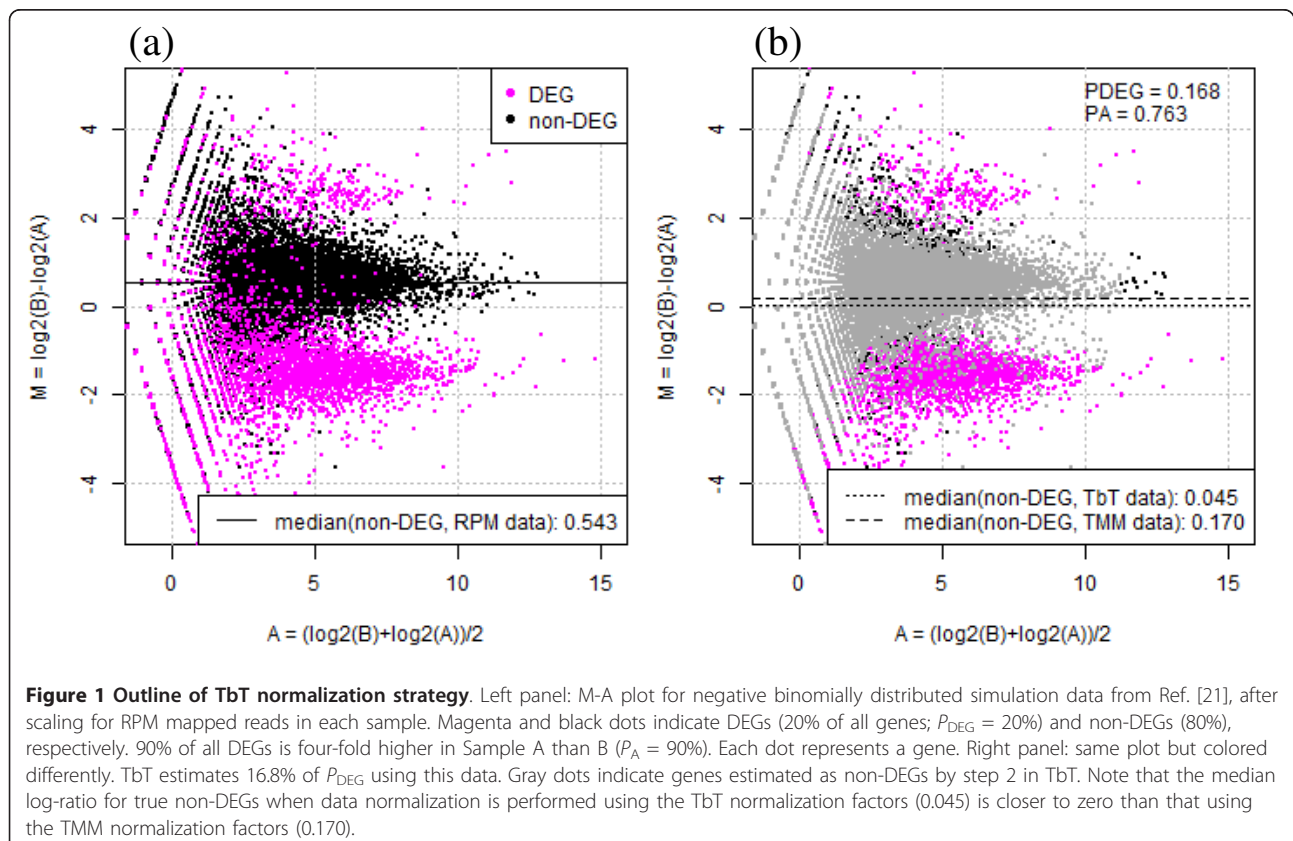 (a)
(b)
DEG
non-DEG
PDEG = 0.168
PA = 0.763
M = log2(B)-log2(A)
4
2
0
-2
-4
median(non-DEG, RPM data): 0.543
0
5
10
15
A = (log2(B)+log2(A))/2
M = log2(B)-log2(A)
4
2
0
-2
-4
median(non-DEG, TbT data): 0.045
median(non-DEG, TMM data): 0.170
0
5
10
15
A = (log2(B)+log2(A))/2
Figure 1 Outline of TbT normalization strategy. Left panel: M-A plot for negative binomially distributed simulation data from Ref. [21], after
scaling for RPM mapped reads in each sample. Magenta and black dots indicate DEGs (20% of all genes; P_DEG = 20%) and non-DEGs (80%),
respectively. 90% of all DEGs is four-fold higher in Sample A than B (P_A = 90%). Each dot represents a gene. Right panel: same plot but colored
differently. TbT estimates 16.8% of P_DEG using this data. Gray dots indicate genes estimated as non-DEGs by step 2 in TbT. Note that the median
log-ratio for true non-DEGs when data normalization is performed using the TbT normalization factors (0.045) is closer to zero than that using
the TMM normalization factors (0.170).